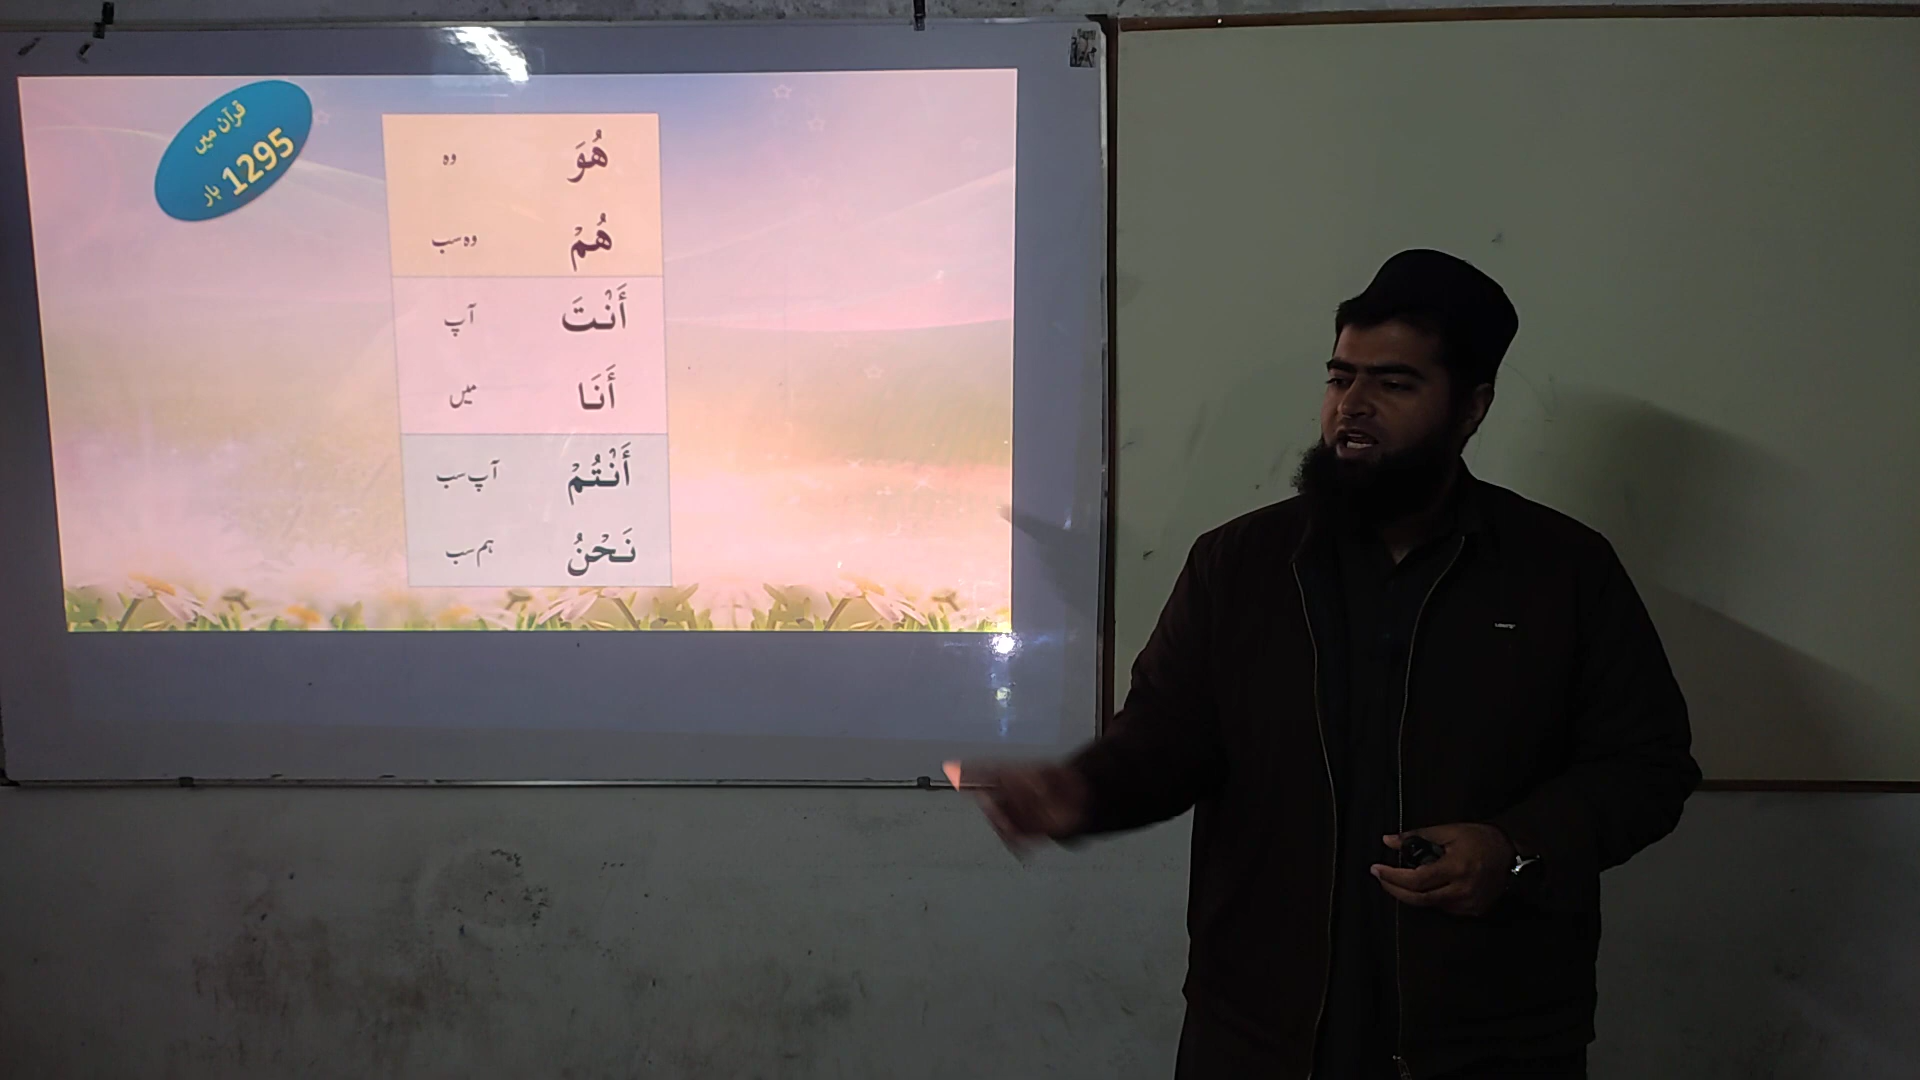 قرآن میں
1295 بار
هُوَ وہ
هُمْ وہ سب
أَنْتَ آپ
أَنَا میں
أَنْتُمْ آپ سب
نَحْنُ ہم سب